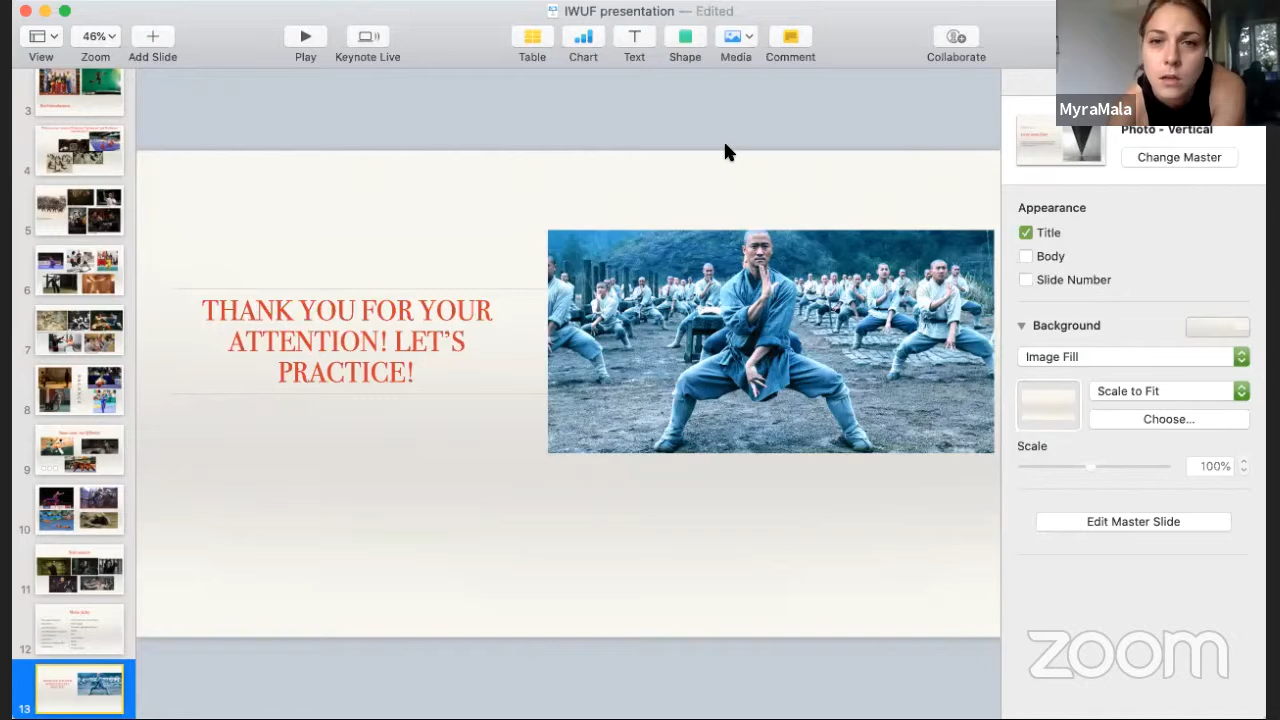 IWUF presentation — Edited
46%
View
Zoom
Add Slide
Play
Keynote Live
Table
Chart
Text
Shape
Media
Comment
Collaborate
MyraMala
Photo - Vertical
Change Master
Appearance
Title
Body
Slide Number
Background
Image Fill
Scale to Fit
Choose...
Scale
100%
Edit Master Slide
zoom
THANK YOU FOR YOUR
ATTENTION! LET'S
PRACTICE!
3
4
5
6
7
8
9
10
11
12
13